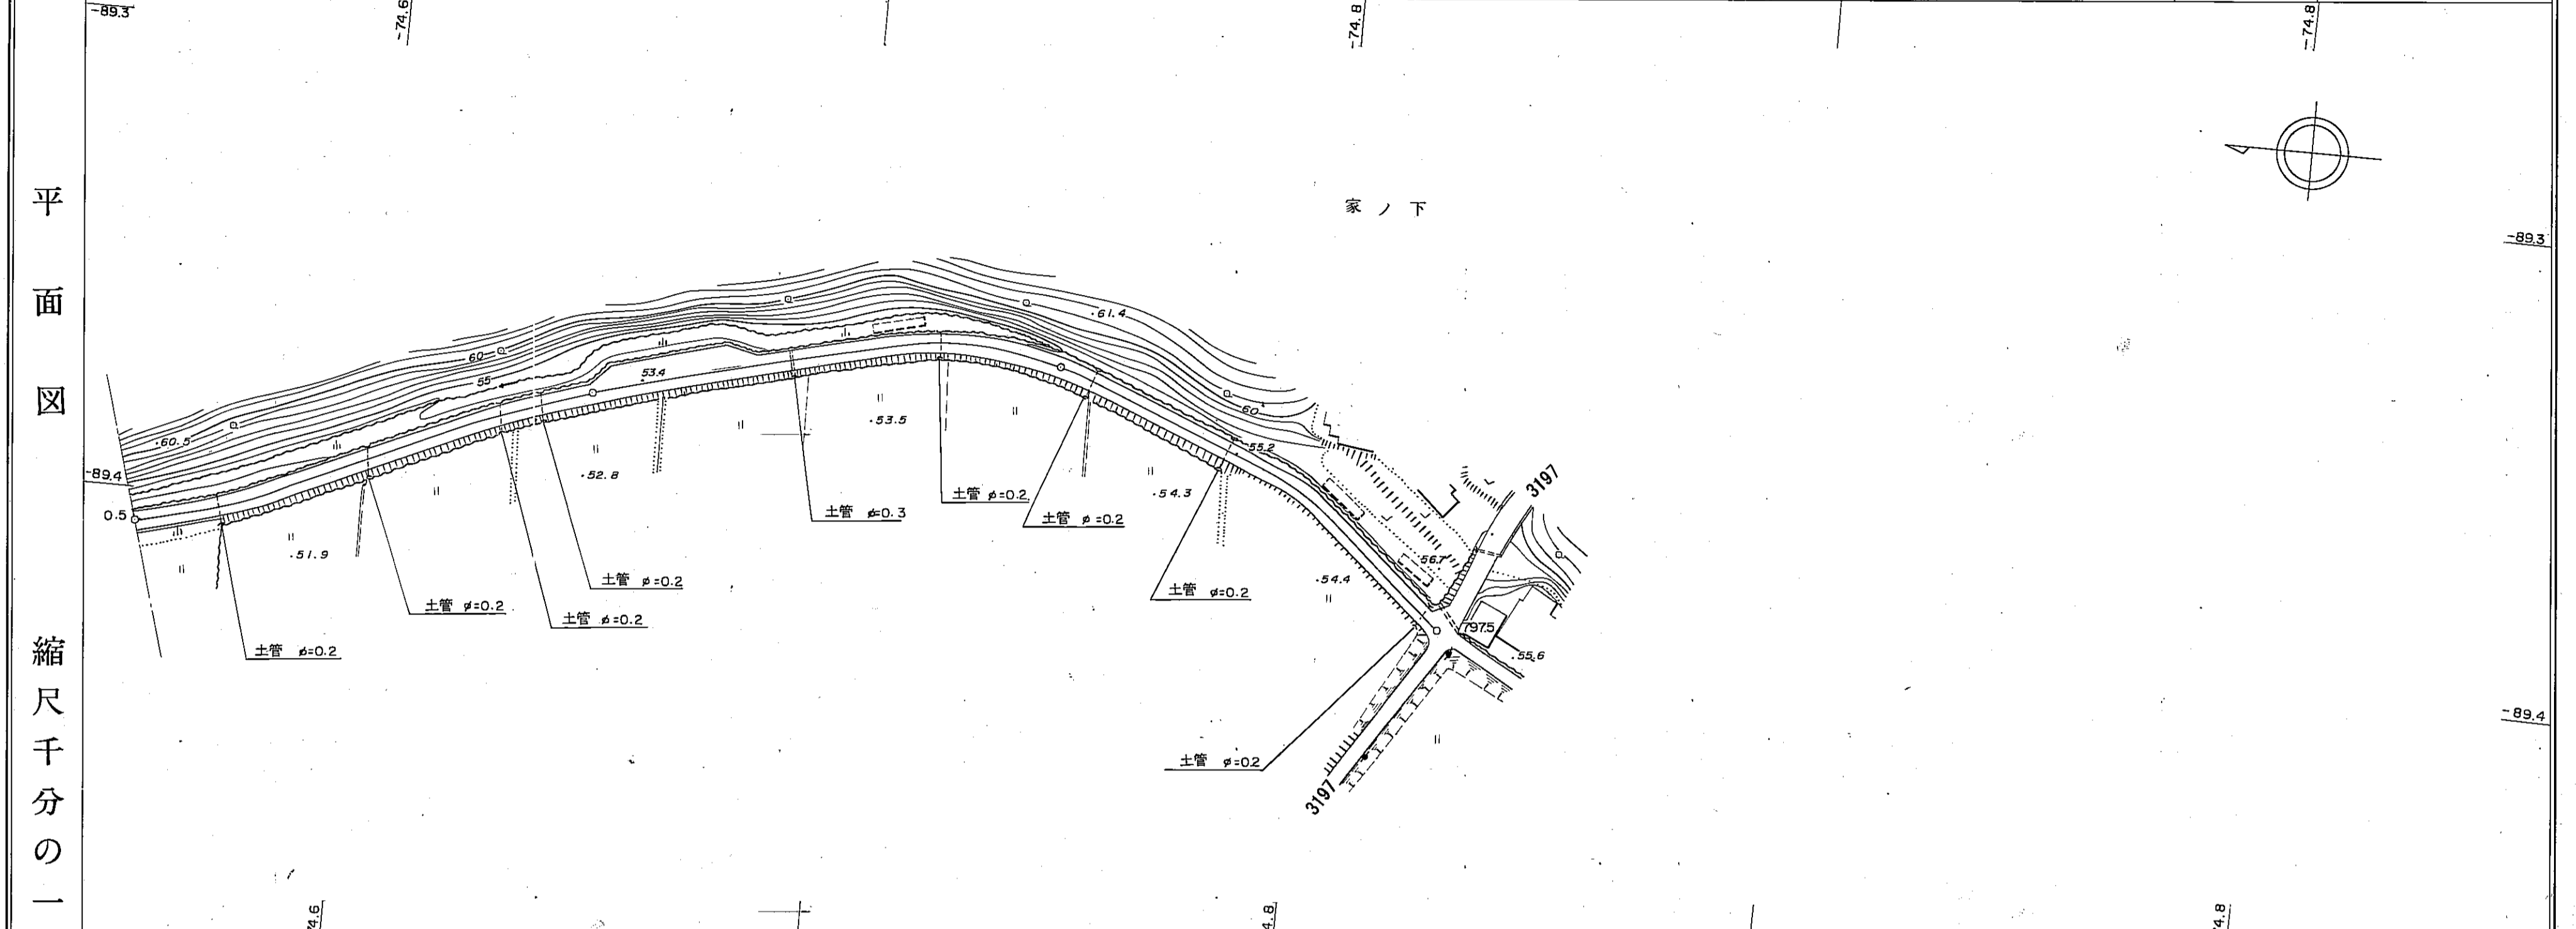 平面図 縮尺千分の一
-89.3
-74.6
-74.8
-74.8
家ノ下
-89.3
61.4
60
55
53.4
60
.60.5
.53.5
55.2
-89.4
.52.8
.54.3
3197
0.5
.51.9
土管 φ=0.2
土管 φ=0.3
土管 φ=0.2
56.7
.54.4
土管 φ=0.2
土管 φ=0.2
土管 φ=0.2
土管 φ=0.2
797.5
土管 φ=0.2
.55.6
-89.4
土管 φ=0.2
3197
74.6
4.8
74.8